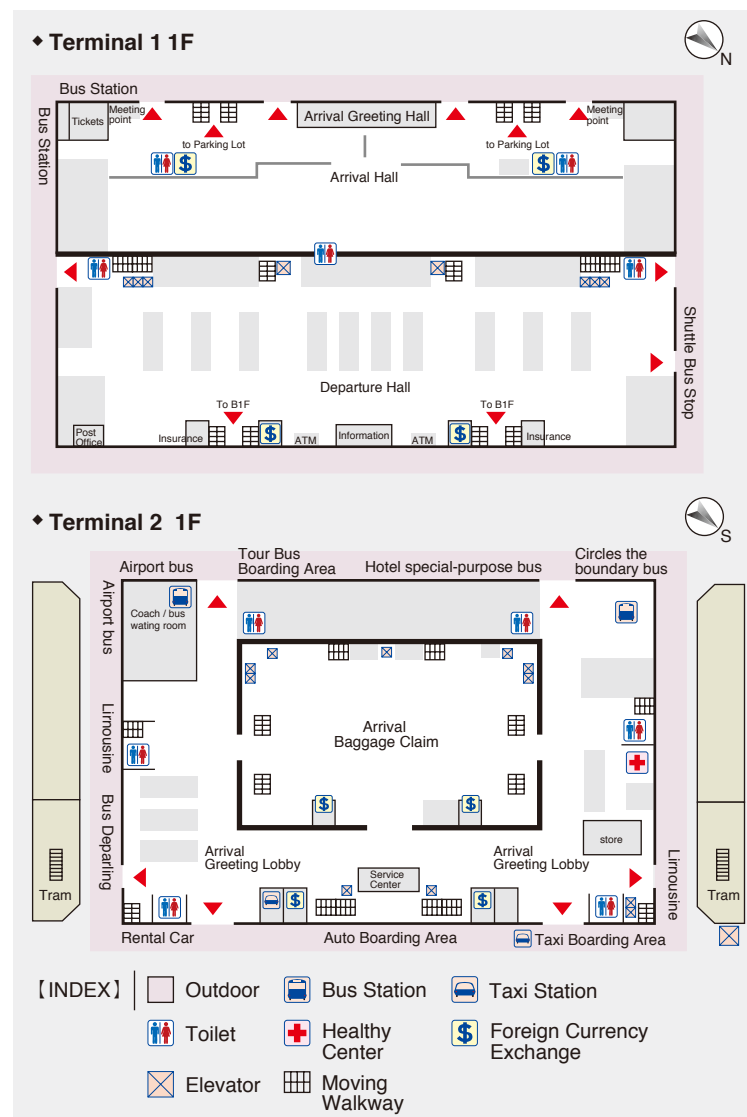 Terminal 1 1F
N
Bus Station
Bus Station
Tickets
Meeting
point
Arrival Greeting Hall
Meeting
point
to Parking Lot
to Parking Lot
$
$
Arrival Hall
Shuttle Bus Stop
Departure Hall
To B1F
To B1F
Post
Office
Insurance
$
ATM
Information
ATM
$
Insurance
Terminal 2 1F
S
Airport bus
Tour Bus
Boarding Area
Hotel special-purpose bus
Circles the
boundary bus
Airport bus
Coach / bus
wating room
Limousine
Arrival
Baggage Claim
Bus Departing
$
$
store
Arrival
Greeting Lobby
Arrival
Greeting Lobby
Service
Center
Limousine
Tram
Tram
$
$
Rental Car
Auto Boarding Area
Taxi Boarding Area
【INDEX】
Outdoor
Bus Station
Taxi Station
Toilet
Healthy
Center
$
Foreign Currency
Exchange
Elevator
Moving
Walkway